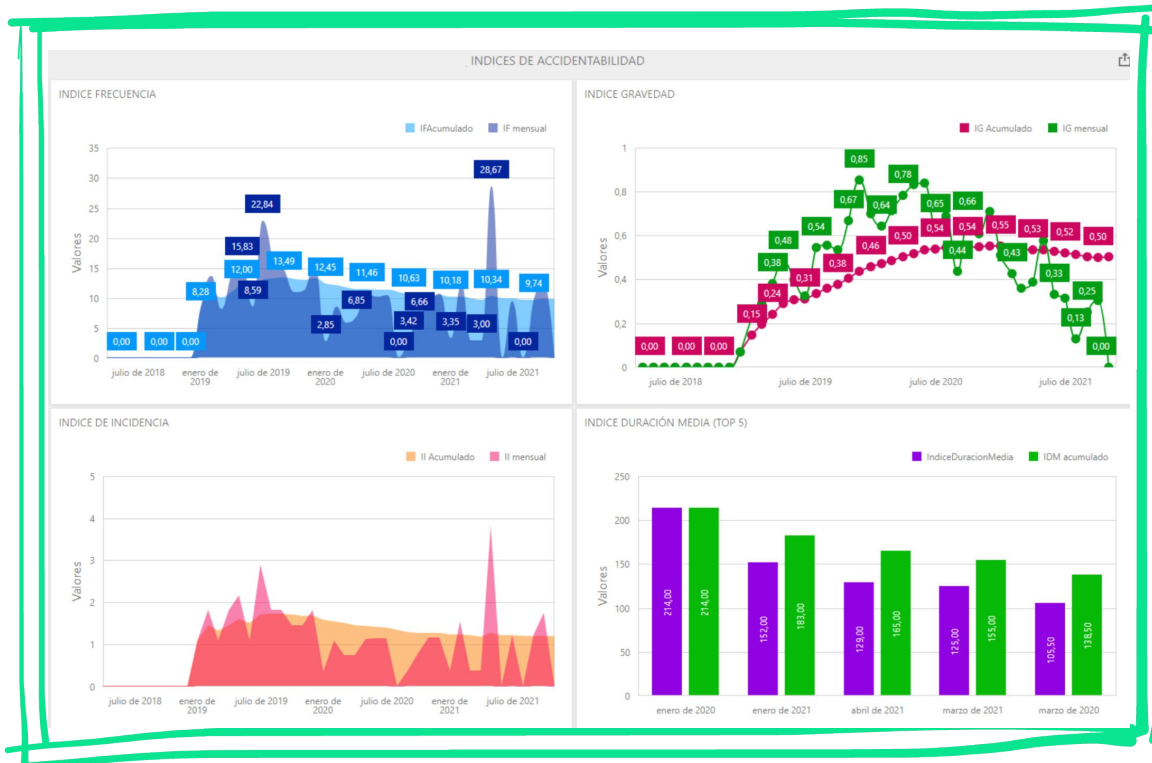 INDICES DE ACCIDENTABILIDAD
INDICE FRECUENCIA
IFAcumulado IF mensual
35
30
25
20
15
10
5
0
Valores
28,67
22,84
15,83
12,00 13,49 12,45 11,46 10,63 10,18 10,34 9,74
8,28 8,59 6,85 6,66
2,85 3,42 3,35 3,00
0,00 0,00 0,00 0,00 0,00
julio de 2018 enero de 2019 julio de 2019 enero de 2020 julio de 2020 enero de 2021 julio de 2021
INDICE GRAVEDAD
IG Acumulado IG mensual
1
0,8
0,6
0,4
0,2
0
Valores
0,85
0,78
0,67 0,64 0,65 0,66
0,48 0,54 0,50 0,54 0,54 0,55 0,53 0,52 0,50
0,38 0,38 0,46 0,44 0,43
0,24 0,31 0,33
0,15 0,25
0,13
0,00 0,00 0,00 0,00
julio de 2018 julio de 2019 julio de 2020 julio de 2021
INDICE DE INCIDENCIA
II Acumulado II mensual
5
4
3
2
1
0
Valores
julio de 2018 enero de 2019 julio de 2019 enero de 2020 julio de 2020 enero de 2021 julio de 2021
INDICE DURACIÓN MEDIA (TOP 5)
IndiceDuracionMedia IDM acumulado
250
200
150
100
50
0
Valores
214,00 214,00 152,00 183,00 129,00 165,00 125,00 155,00 105,50 138,50
enero de 2020 enero de 2021 abril de 2021 marzo de 2021 marzo de 2020